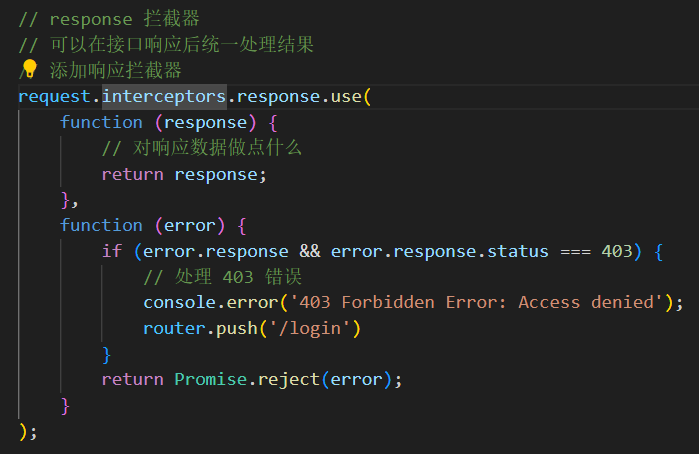 // response 拦截器
// 可以在接口响应后统一处理结果
/ 添加响应拦截器
request.interceptors.response.use(
    function (response) {
        // 对响应数据做点什么
        return response;
    },
    function (error) {
        if (error.response && error.response.status === 403) {
            // 处理 403 错误
            console.error('403 Forbidden Error: Access denied');
            router.push('/login')
        }
        return Promise.reject(error);
    }
);